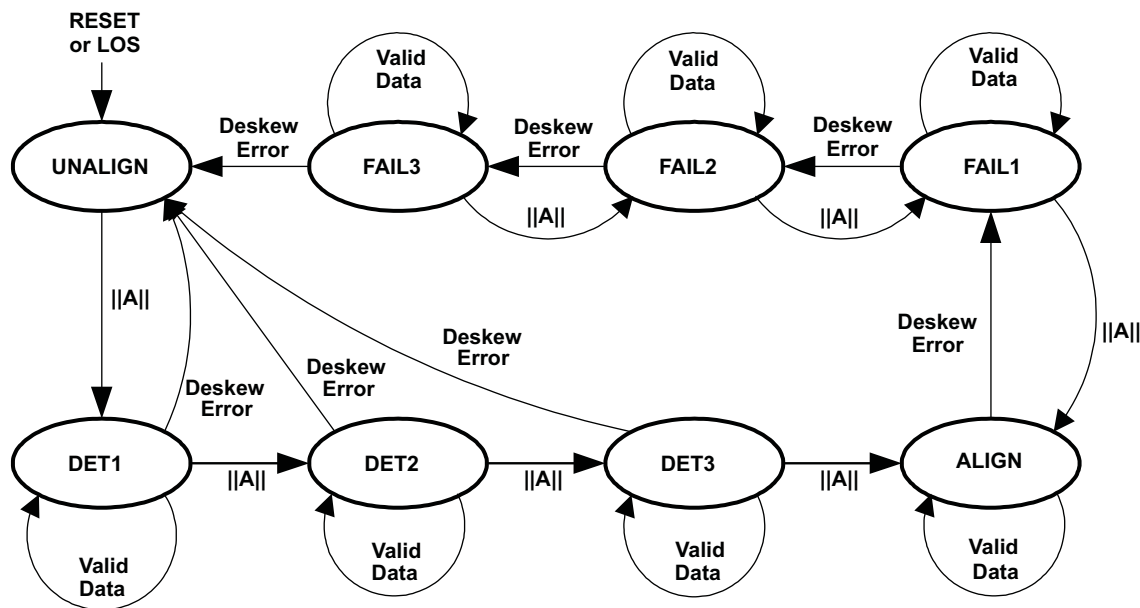 RESET
or LOS
Valid
Data
Valid
Data
Valid
Data
Deskew
Error
Deskew
Error
Deskew
Error
UNALIGN
FAIL3
FAIL2
FAIL1
||A||
||A||
||A||
||A||
Deskew
Error
Deskew
Error
Deskew
Error
Deskew
Error
DET1
DET2
DET3
ALIGN
||A||
||A||
||A||
Valid
Data
Valid
Data
Valid
Data
Valid
Data